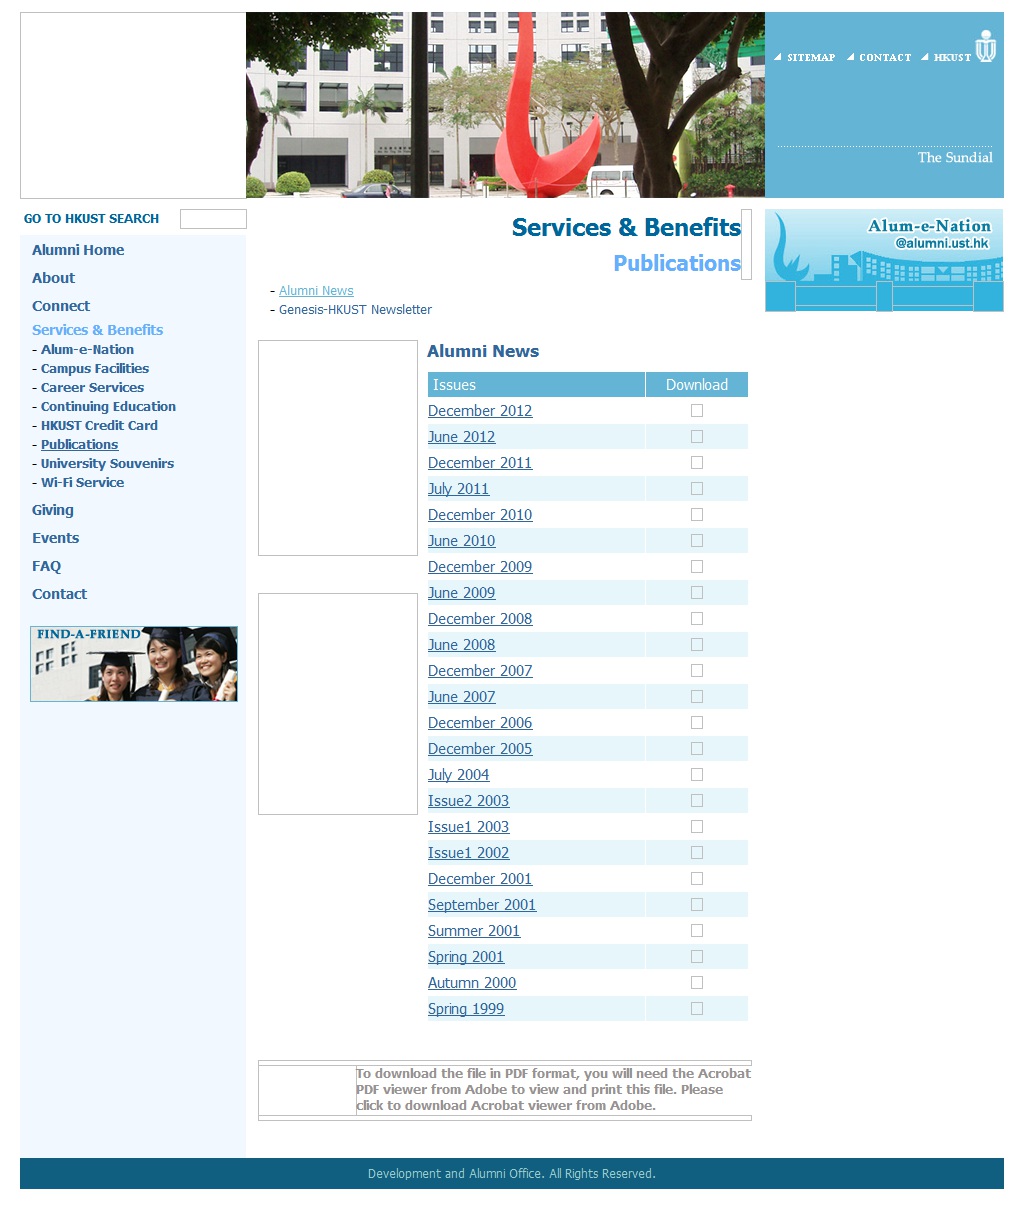 SITEMAP CONTACT HKUST
The Sundial
GO TO HKUST SEARCH
Alumni Home
About
Connect
Services & Benefits
- Alum-e-Nation
- Campus Facilities
- Career Services
- Continuing Education
- HKUST Credit Card
- Publications
- University Souvenirs
- Wi-Fi Service
Giving
Events
FAQ
Contact
FIND-A-FRIEND
Services & Benefits
Publications
- Alumni News
- Genesis-HKUST Newsletter
Alumni News
Issues Download
December 2012
June 2012
December 2011
July 2011
December 2010
June 2010
December 2009
June 2009
December 2008
June 2008
December 2007
June 2007
December 2006
December 2005
July 2004
Issue2 2003
Issue1 2003
Issue1 2002
December 2001
September 2001
Summer 2001
Spring 2001
Autumn 2000
Spring 1999
To download the file in PDF format, you will need the Acrobat
PDF viewer from Adobe to view and print this file. Please
click to download Acrobat viewer from Adobe.
Alum-e-Nation
@alumni.ust.hk
Development and Alumni Office. All Rights Reserved.